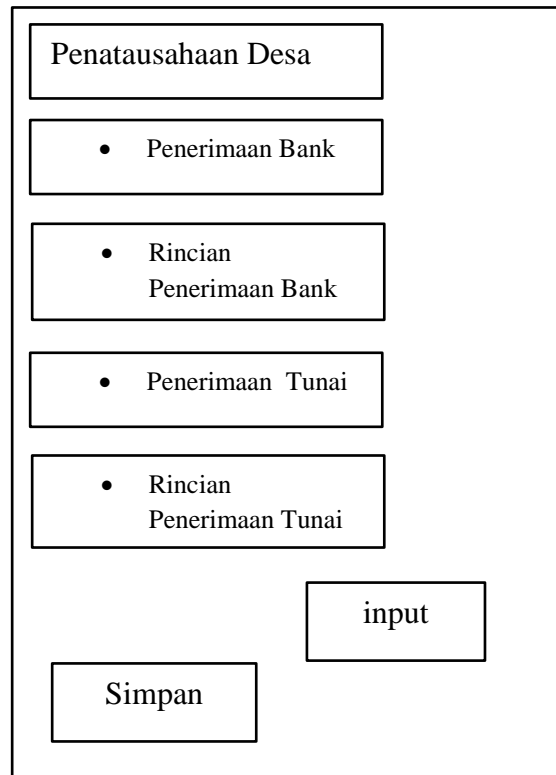 Penatausahaan Desa
• Penerimaan Bank
• Rincian
Penerimaan Bank
• Penerimaan Tunai
• Rincian
Penerimaan Tunai
input
Simpan